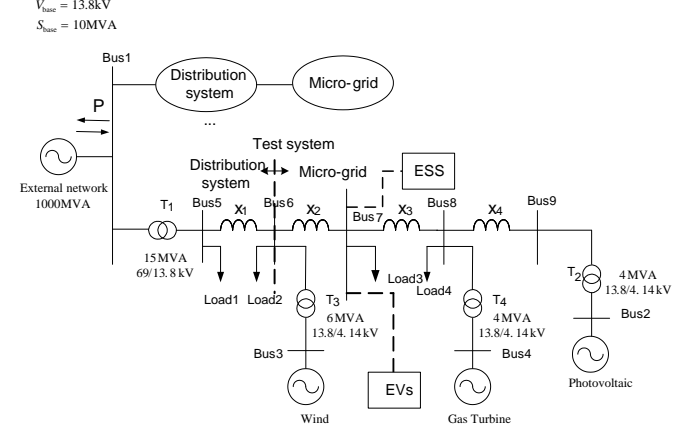 V_base = 13.8kV
S_base = 10MVA
Bus1
Distribution
system
Micro-grid
P
...
Test system
Distribution
system
Micro-grid
ESS
External network
1000MVA
T1
Bus5
X1
Bus6
X2
Bus7
X3
Bus8
X4
Bus9
15MVA
69/13.8kV
Load1
Load2
Load3
Load4
T2
4MVA
13.8/4.14kV
T3
6MVA
13.8/4.14kV
T4
4MVA
13.8/4.14kV
Bus2
Bus3
Bus4
EVs
Photovoltaic
Wind
Gas Turbine